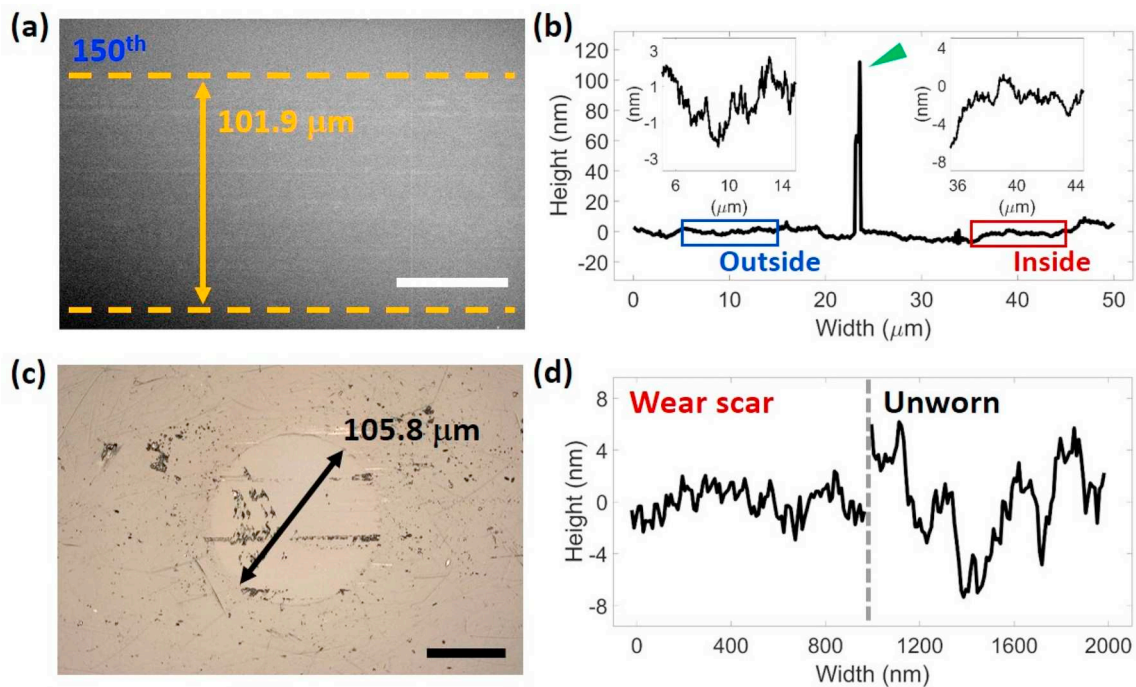 (a)
150th
101.9 μm
(b)
120
100
80
60
40
20
0
-20
Height (nm)
3
1
-1
-3
(nm)
6 10 14
(μm)
4
0
-4
-8
(nm)
36 40 44
(μm)
Outside
Inside
0 10 20 30 40 50
Width (μm)
(c)
105.8 μm
(d)
Wear scar
Unworn
8
4
0
-4
-8
Height (nm)
0 400 800 1200 1600 2000
Width (nm)